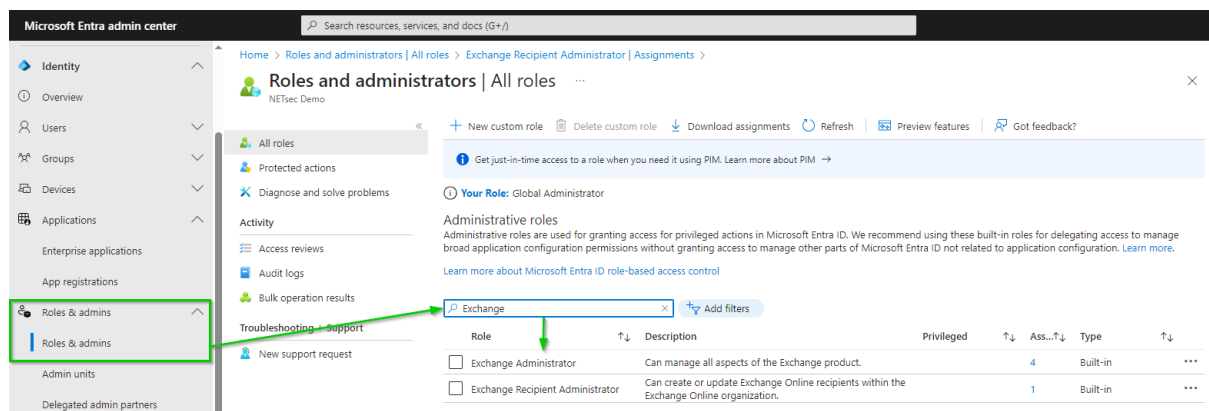 Microsoft Entra admin center
Search resources, services, and docs (G+/)
Identity
Overview
Users
Groups
Devices
Applications
Enterprise applications
App registrations
Roles & admins
Roles & admins
Admin units
Delegated admin partners
Home > Roles and administrators | All roles > Exchange Recipient Administrator | Assignments >
Roles and administrators | All roles ...
NETsec Demo
All roles
Protected actions
Diagnose and solve problems
Activity
Access reviews
Audit logs
Bulk operation results
Troubleshooting + Support
New support request
New custom role Delete custom role Download assignments Refresh Preview features Got feedback?
Get just-in-time access to a role when you need it using PIM. Learn more about PIM →
Your Role: Global Administrator
Administrative roles
Administrative roles are used for granting access for privileged actions in Microsoft Entra ID. We recommend using these built-in roles for delegating access to manage
broad application configuration permissions without granting access to manage other parts of Microsoft Entra ID not related to application configuration. Learn more.
Learn more about Microsoft Entra ID role-based access control
Exchange Add filters
Role Description Privileged Ass... Type
Exchange Administrator Can manage all aspects of the Exchange product. 4 Built-in ...
Exchange Recipient Administrator Can create or update Exchange Online recipients within the 1 Built-in ...
Exchange Online organization.